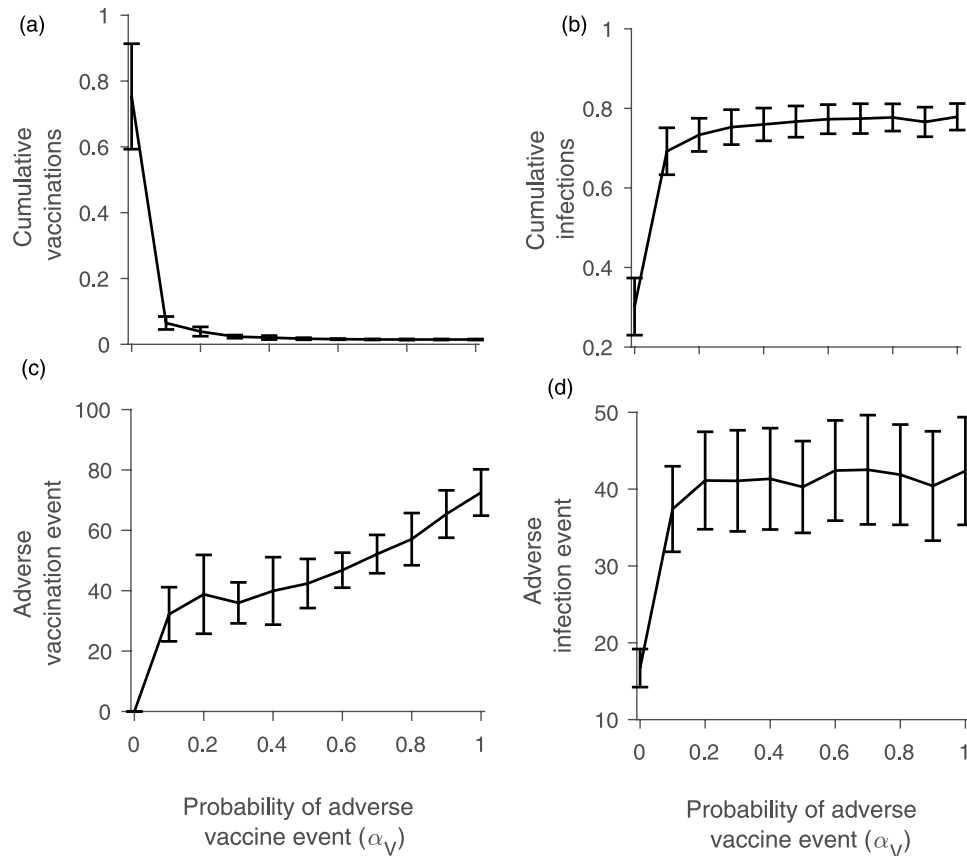 (a)
1
0.8
0.6
0.4
0.2
0
Cumulative
vaccinations
(b)
1
0.8
0.6
0.4
0.2
Cumulative
infections
(c)
100
80
60
40
20
0
Adverse
vaccination event
0 0.2 0.4 0.6 0.8 1
Probability of adverse
vaccine event (αV)
(d)
50
40
30
20
10
Adverse
infection event
0 0.2 0.4 0.6 0.8 1
Probability of adverse
vaccine event (αV)